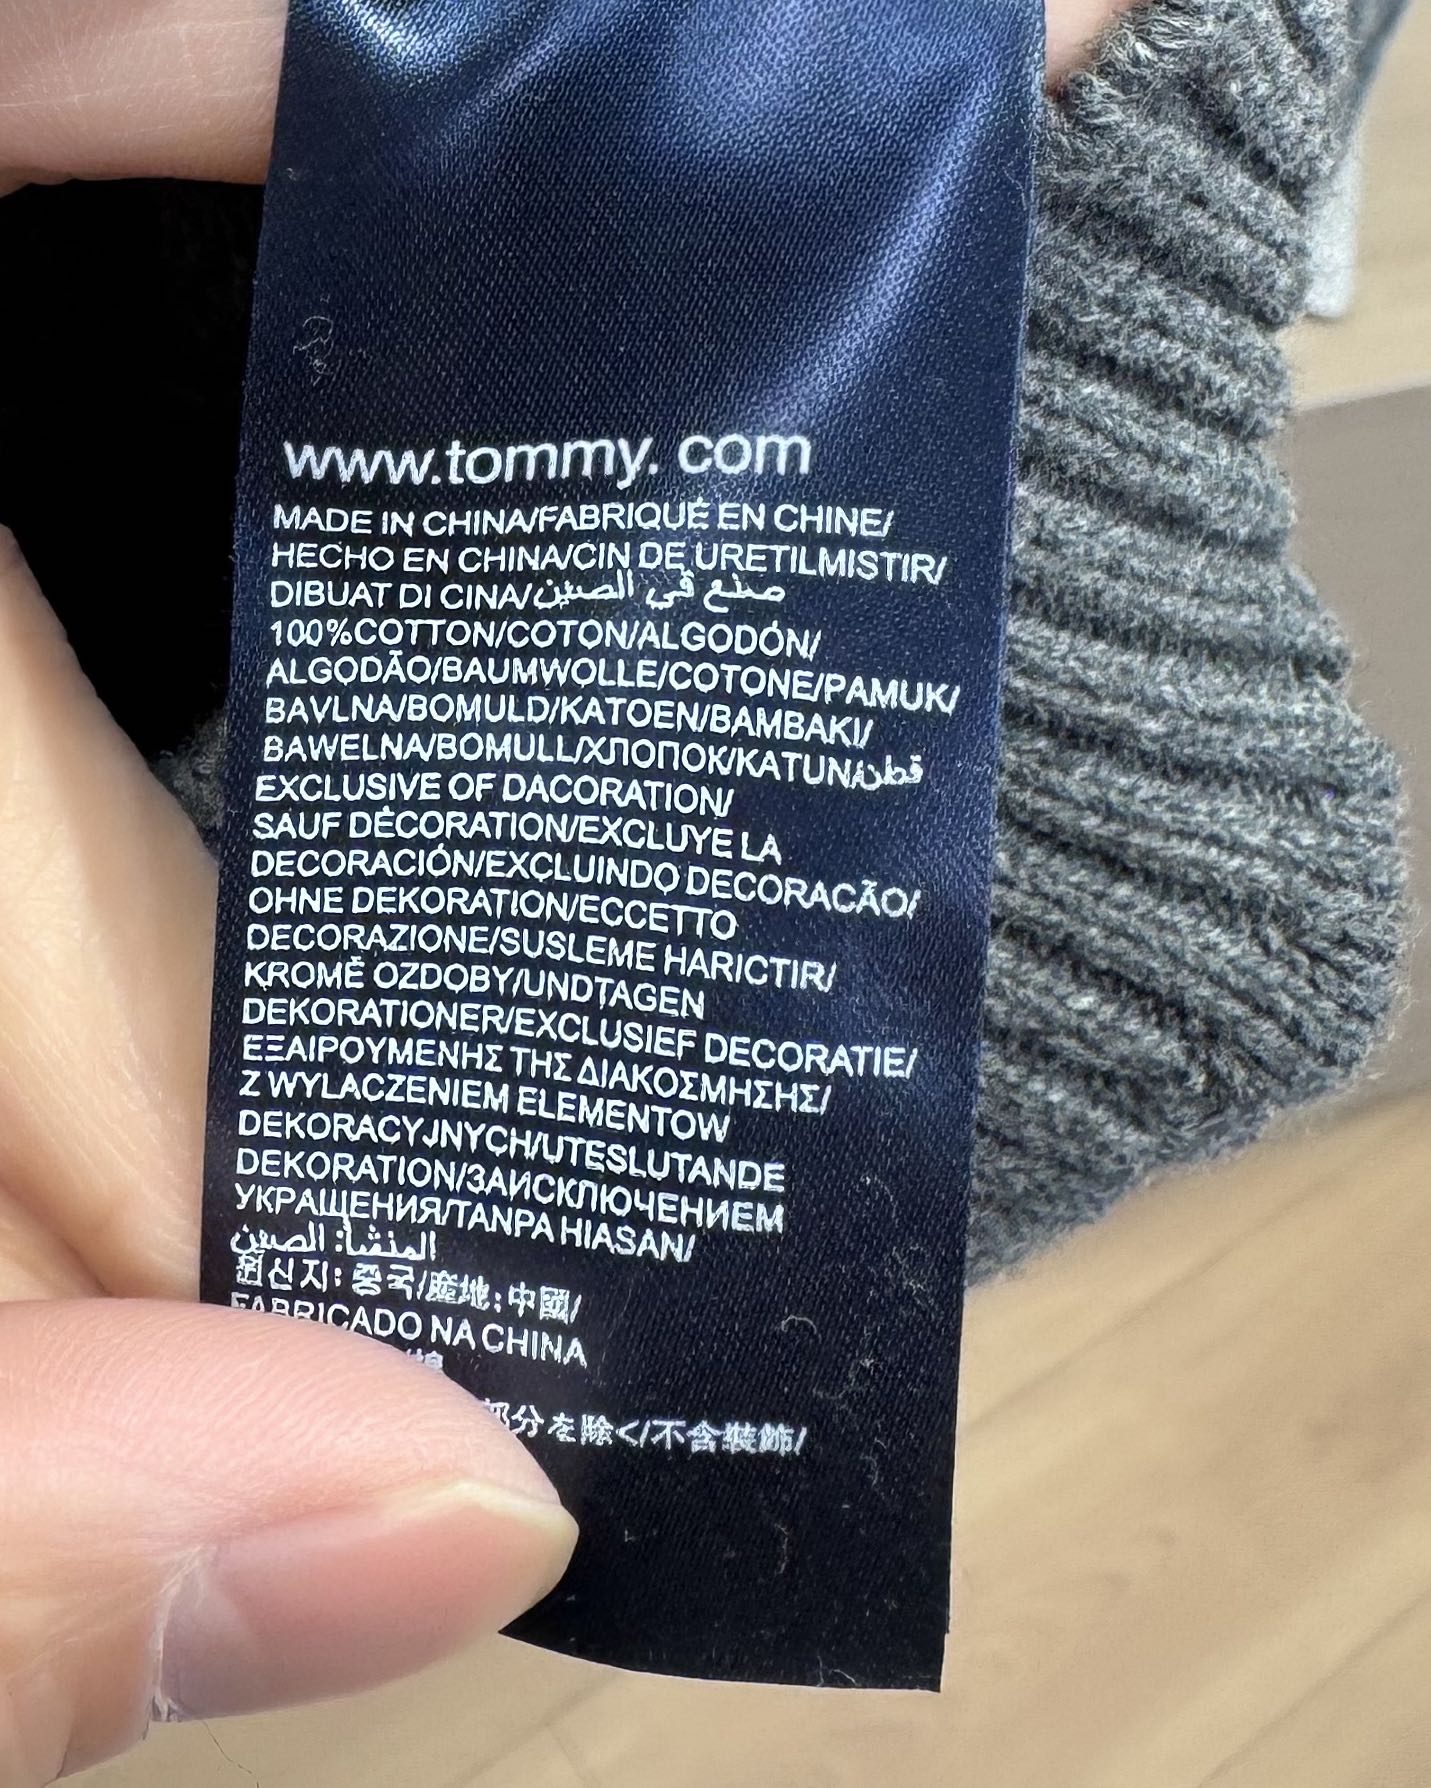 www.tommy. com
MADE IN CHINA/FABRIQUÉ EN CHINE/
HECHO EN CHINA/CIN DE URETILMISTIR/
DIBUAT DI CINA/صنع في الصين
100%COTTON/COTON/ALGODÓN/
ALGODÃO/BAUMWOLLE/COTONE/PAMUK/
BAVLNA/BOMULD/KATOEN/BAMBAKI/
BAWELNA/BOMULL/ХЛОПОК/KATUN/قطن
EXCLUSIVE OF DACORATION/
SAUF DÉCORATION/EXCLUYE LA
DECORACIÓN/EXCLUINDO DECORACÃO/
OHNE DEKORATION/ECCETTO
DECORAZIONE/SUSLEME HARICTIR/
KROMĚ OZDOBY/UNDTAGEN
DEKORATIONER/EXCLUSIEF DECORATIE/
ΕΞΑΙΡΟΥΜΕΝΗΣ ΤΗΣ ΔΙΑΚΟΣΜΗΣΗΣ/
Z WYLACZENIEM ELEMENTOW
DEKORACYJNYCH/UTESLUTANDE
DEKORATION/ЗАИСКЛЮЧЕНИЕМ
УКРАШЕНИЯ/TANPA HIASAN/
المنشأ: الصين
원산지: 중국/産地:中國/
FABRICADO NA CHINA
部分を除く/不含裝飾/